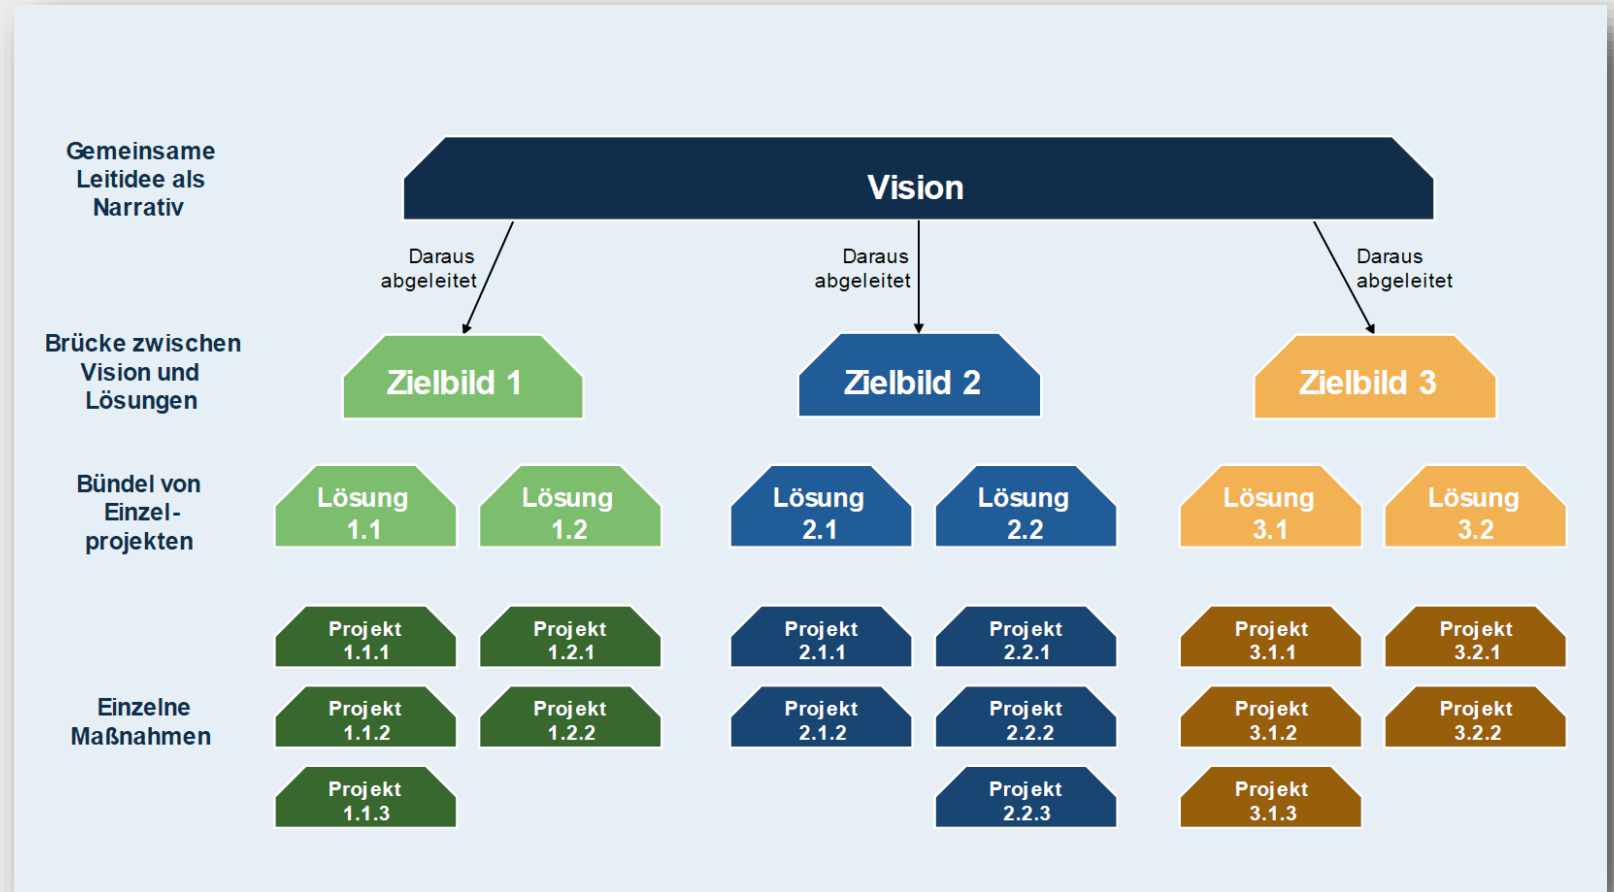 Gemeinsame
Leitidee als
Narrativ
Vision
Daraus
abgeleitet
Daraus
abgeleitet
Daraus
abgeleitet
Brücke zwischen
Vision und
Lösungen
Zielbild 1
Zielbild 2
Zielbild 3
Bündel von
Einzel-
projekten
Lösung
1.1
Lösung
1.2
Lösung
2.1
Lösung
2.2
Lösung
3.1
Lösung
3.2
Einzelne
Maßnahmen
Projekt
1.1.1
Projekt
1.2.1
Projekt
2.1.1
Projekt
2.2.1
Projekt
3.1.1
Projekt
3.2.1
Projekt
1.1.2
Projekt
1.2.2
Projekt
2.1.2
Projekt
2.2.2
Projekt
3.1.2
Projekt
3.2.2
Projekt
1.1.3
Projekt
2.2.3
Projekt
3.1.3